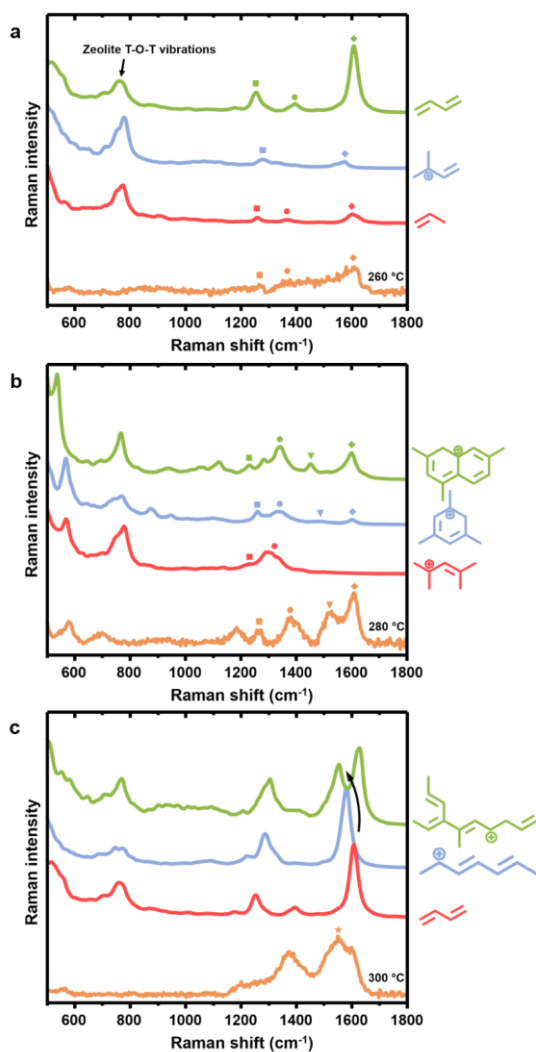 a
Zeolite T-O-T vibrations
Raman intensity
260 °C
600 800 1000 1200 1400 1600 1800
Raman shift (cm⁻¹)
b
Raman intensity
280 °C
600 800 1000 1200 1400 1600 1800
Raman shift (cm⁻¹)
c
Raman intensity
300 °C
600 800 1000 1200 1400 1600 1800
Raman shift (cm⁻¹)